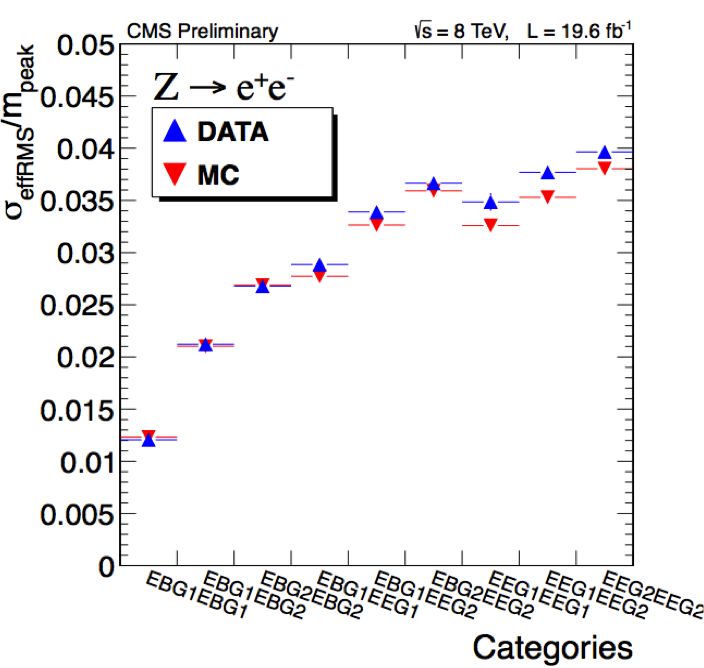 CMS Preliminary √s = 8 TeV, L = 19.6 fb⁻¹
Z → e⁺e⁻
DATA
MC
σeffRMS/mpeak
0.05
0.045
0.04
0.035
0.03
0.025
0.02
0.015
0.01
0.005
0
EBG1EBG1
EBG1EBG2
EBG2EBG2
EBG1EEG1
EBG1EEG2
EBG2EEG2
EEG1EEG1
EEG1EEG2
EEG2EEG2
Categories